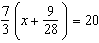 7/3 (x + 9/28) = 20